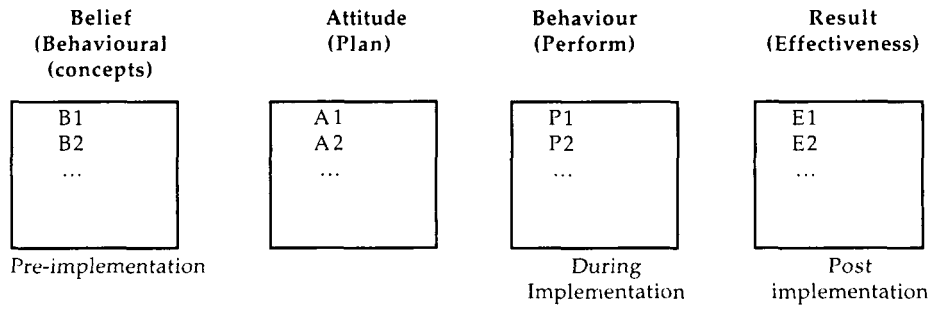 Belief
(Behavioural
(concepts)
Attitude
(Plan)
Behaviour
(Perform)
Result
(Effectiveness)
B1
B2
...
A1
A2
...
P1
P2
...
E1
E2
...
Pre-implementation
During
Implementation
Post
implementation